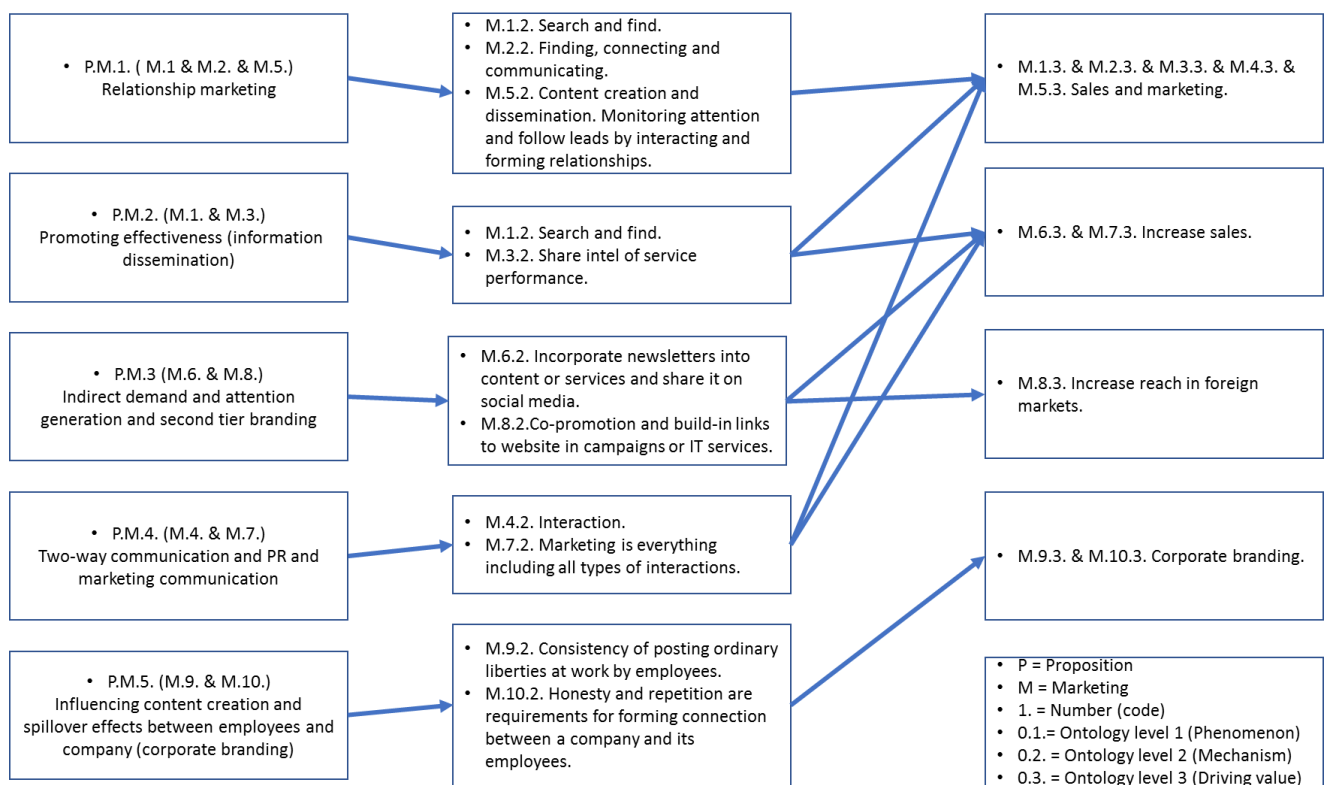 • P.M.1. ( M.1 & M.2. & M.5.)
Relationship marketing
• M.1.2. Search and find.
• M.2.2. Finding, connecting and
communicating.
• M.5.2. Content creation and
dissemination. Monitoring attention
and follow leads by interacting and
forming relationships.
• M.1.3. & M.2.3. & M.3.3. & M.4.3. &
M.5.3. Sales and marketing.
• P.M.2. (M.1. & M.3.)
Promoting effectiveness (information
dissemination)
• M.1.2. Search and find.
• M.3.2. Share intel of service
performance.
• M.6.3. & M.7.3. Increase sales.
• P.M.3 (M.6. & M.8.)
Indirect demand and attention
generation and second tier branding
• M.6.2. Incorporate newsletters into
content or services and share it on
social media.
• M.8.2.Co-promotion and build-in links
to website in campaigns or IT services.
• M.8.3. Increase reach in foreign
markets.
• P.M.4. (M.4. & M.7.)
Two-way communication and PR and
marketing communication
• M.4.2. Interaction.
• M.7.2. Marketing is everything
including all types of interactions.
• M.9.3. & M.10.3. Corporate branding.
• P.M.5. (M.9. & M.10.)
Influencing content creation and
spillover effects between employees and
company (corporate branding)
• M.9.2. Consistency of posting ordinary
liberties at work by employees.
• M.10.2. Honesty and repetition are
requirements for forming connection
between a company and its
employees.
• P = Proposition
• M = Marketing
• 1. = Number (code)
• 0.1.= Ontology level 1 (Phenomenon)
• 0.2. = Ontology level 2 (Mechanism)
• 0.3. = Ontology level 3 (Driving value)